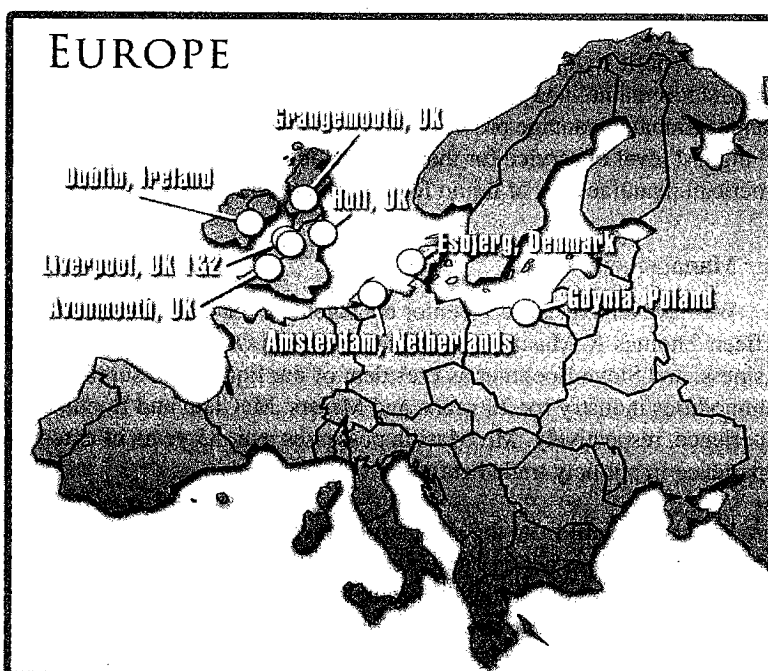 EUROPE
Grangemouth, UK
Dublin, Ireland
Hull, UK
Esbjerg, Denmark
Liverpool, UK 1&2
Gdynia, Poland
Avonmouth, UK
Amsterdam, Netherlands